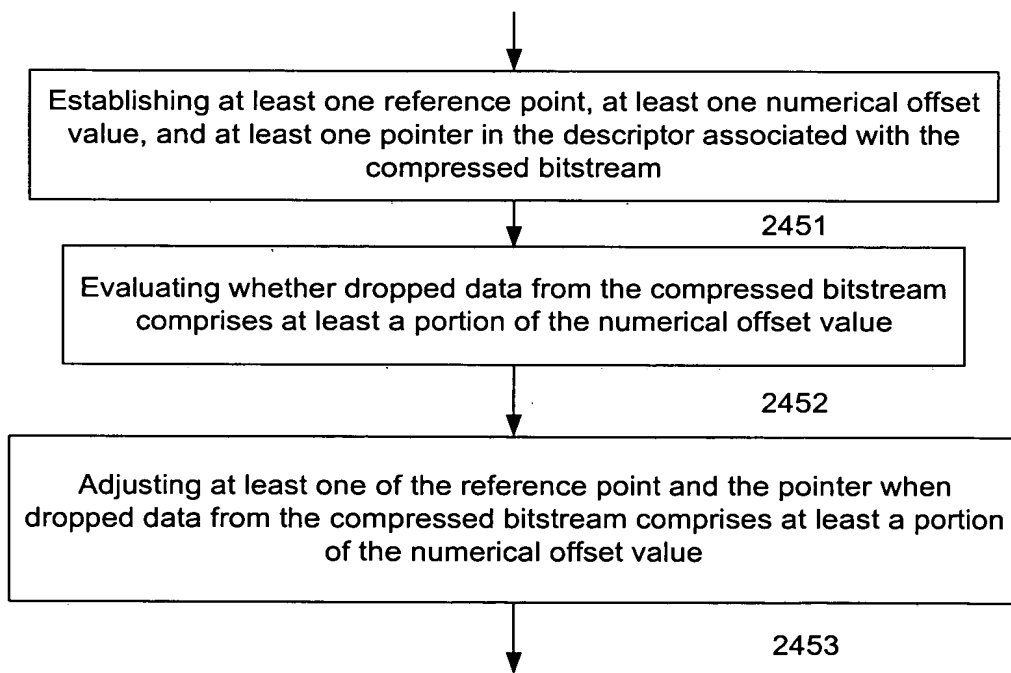 Establishing at least one reference point, at least one numerical offset
value, and at least one pointer in the descriptor associated with the
compressed bitstream
2451
Evaluating whether dropped data from the compressed bitstream
comprises at least a portion of the numerical offset value
2452
Adjusting at least one of the reference point and the pointer when
dropped data from the compressed bitstream comprises at least a portion
of the numerical offset value
2453